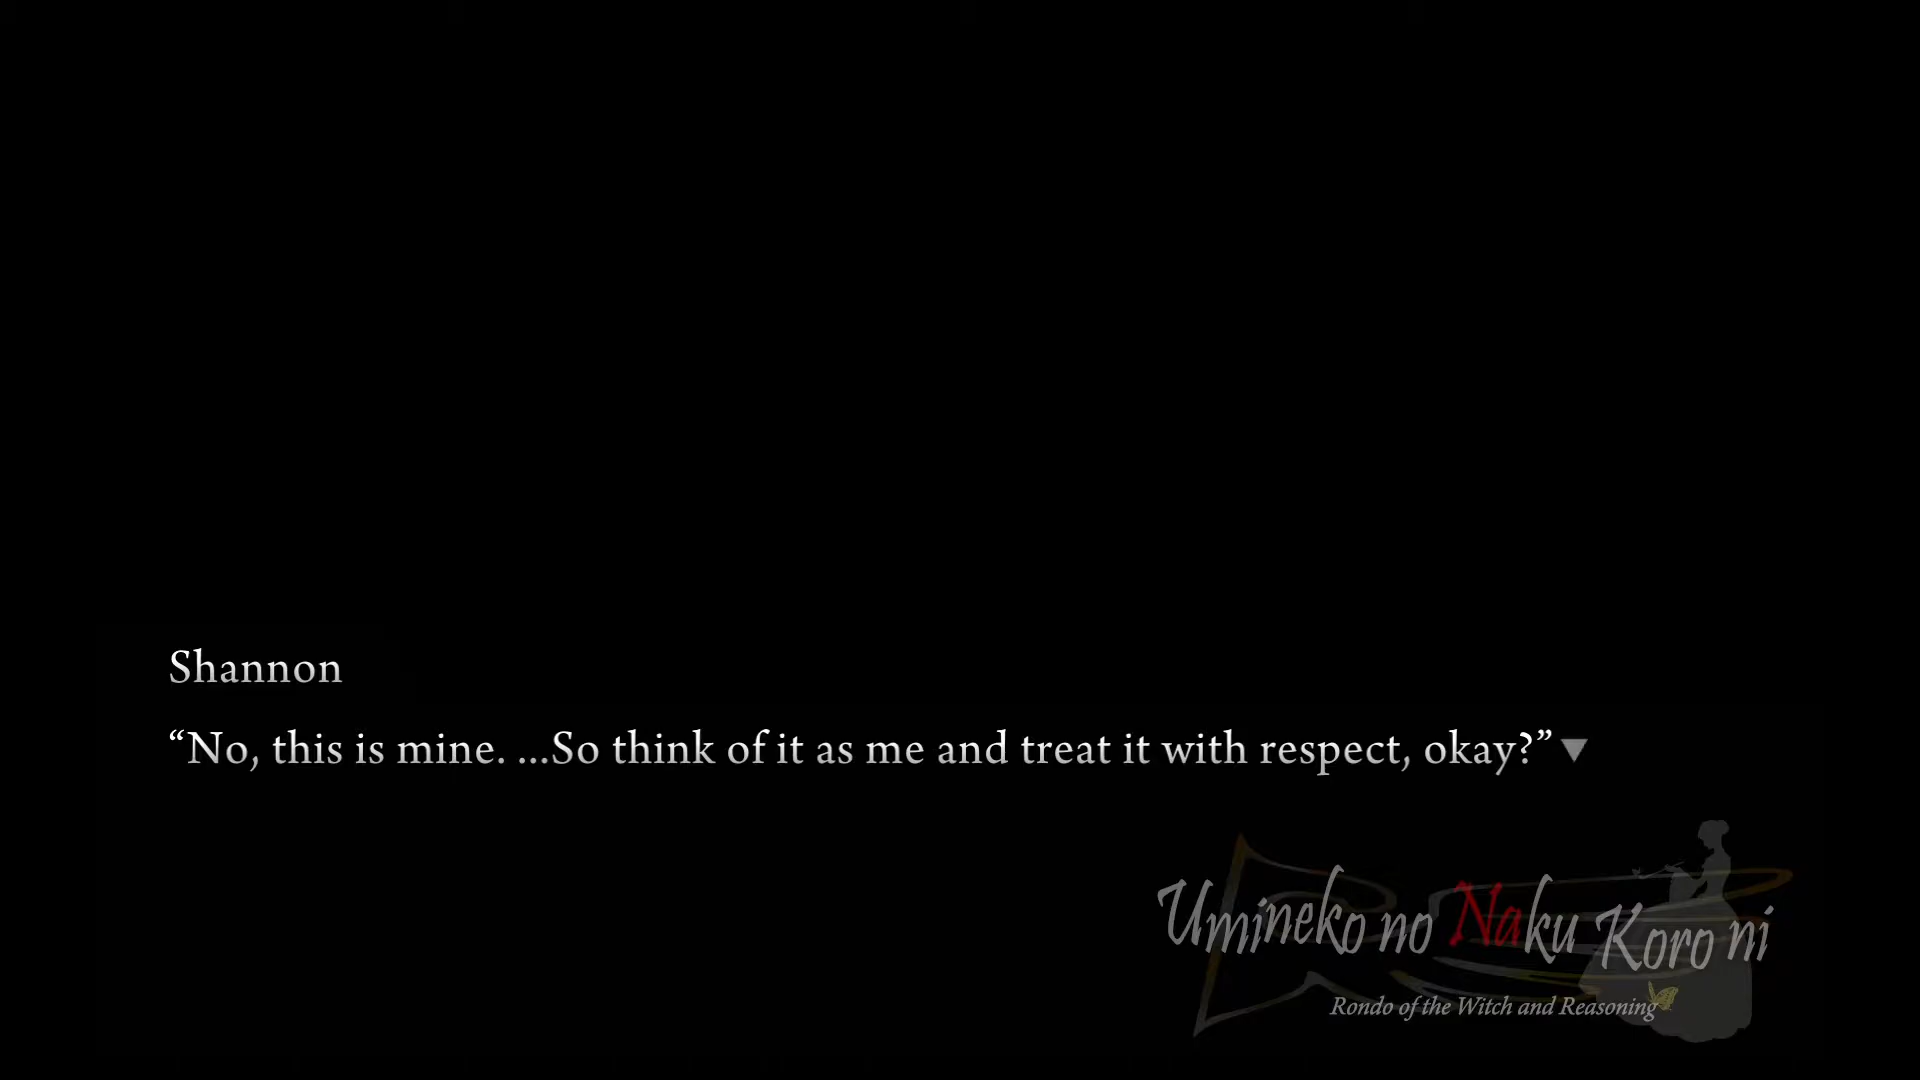 Shannon
“No, this is mine. ...So think of it as me and treat it with respect, okay?”
Umineko no Naku Koro ni
Rondo of the Witch and Reasoning